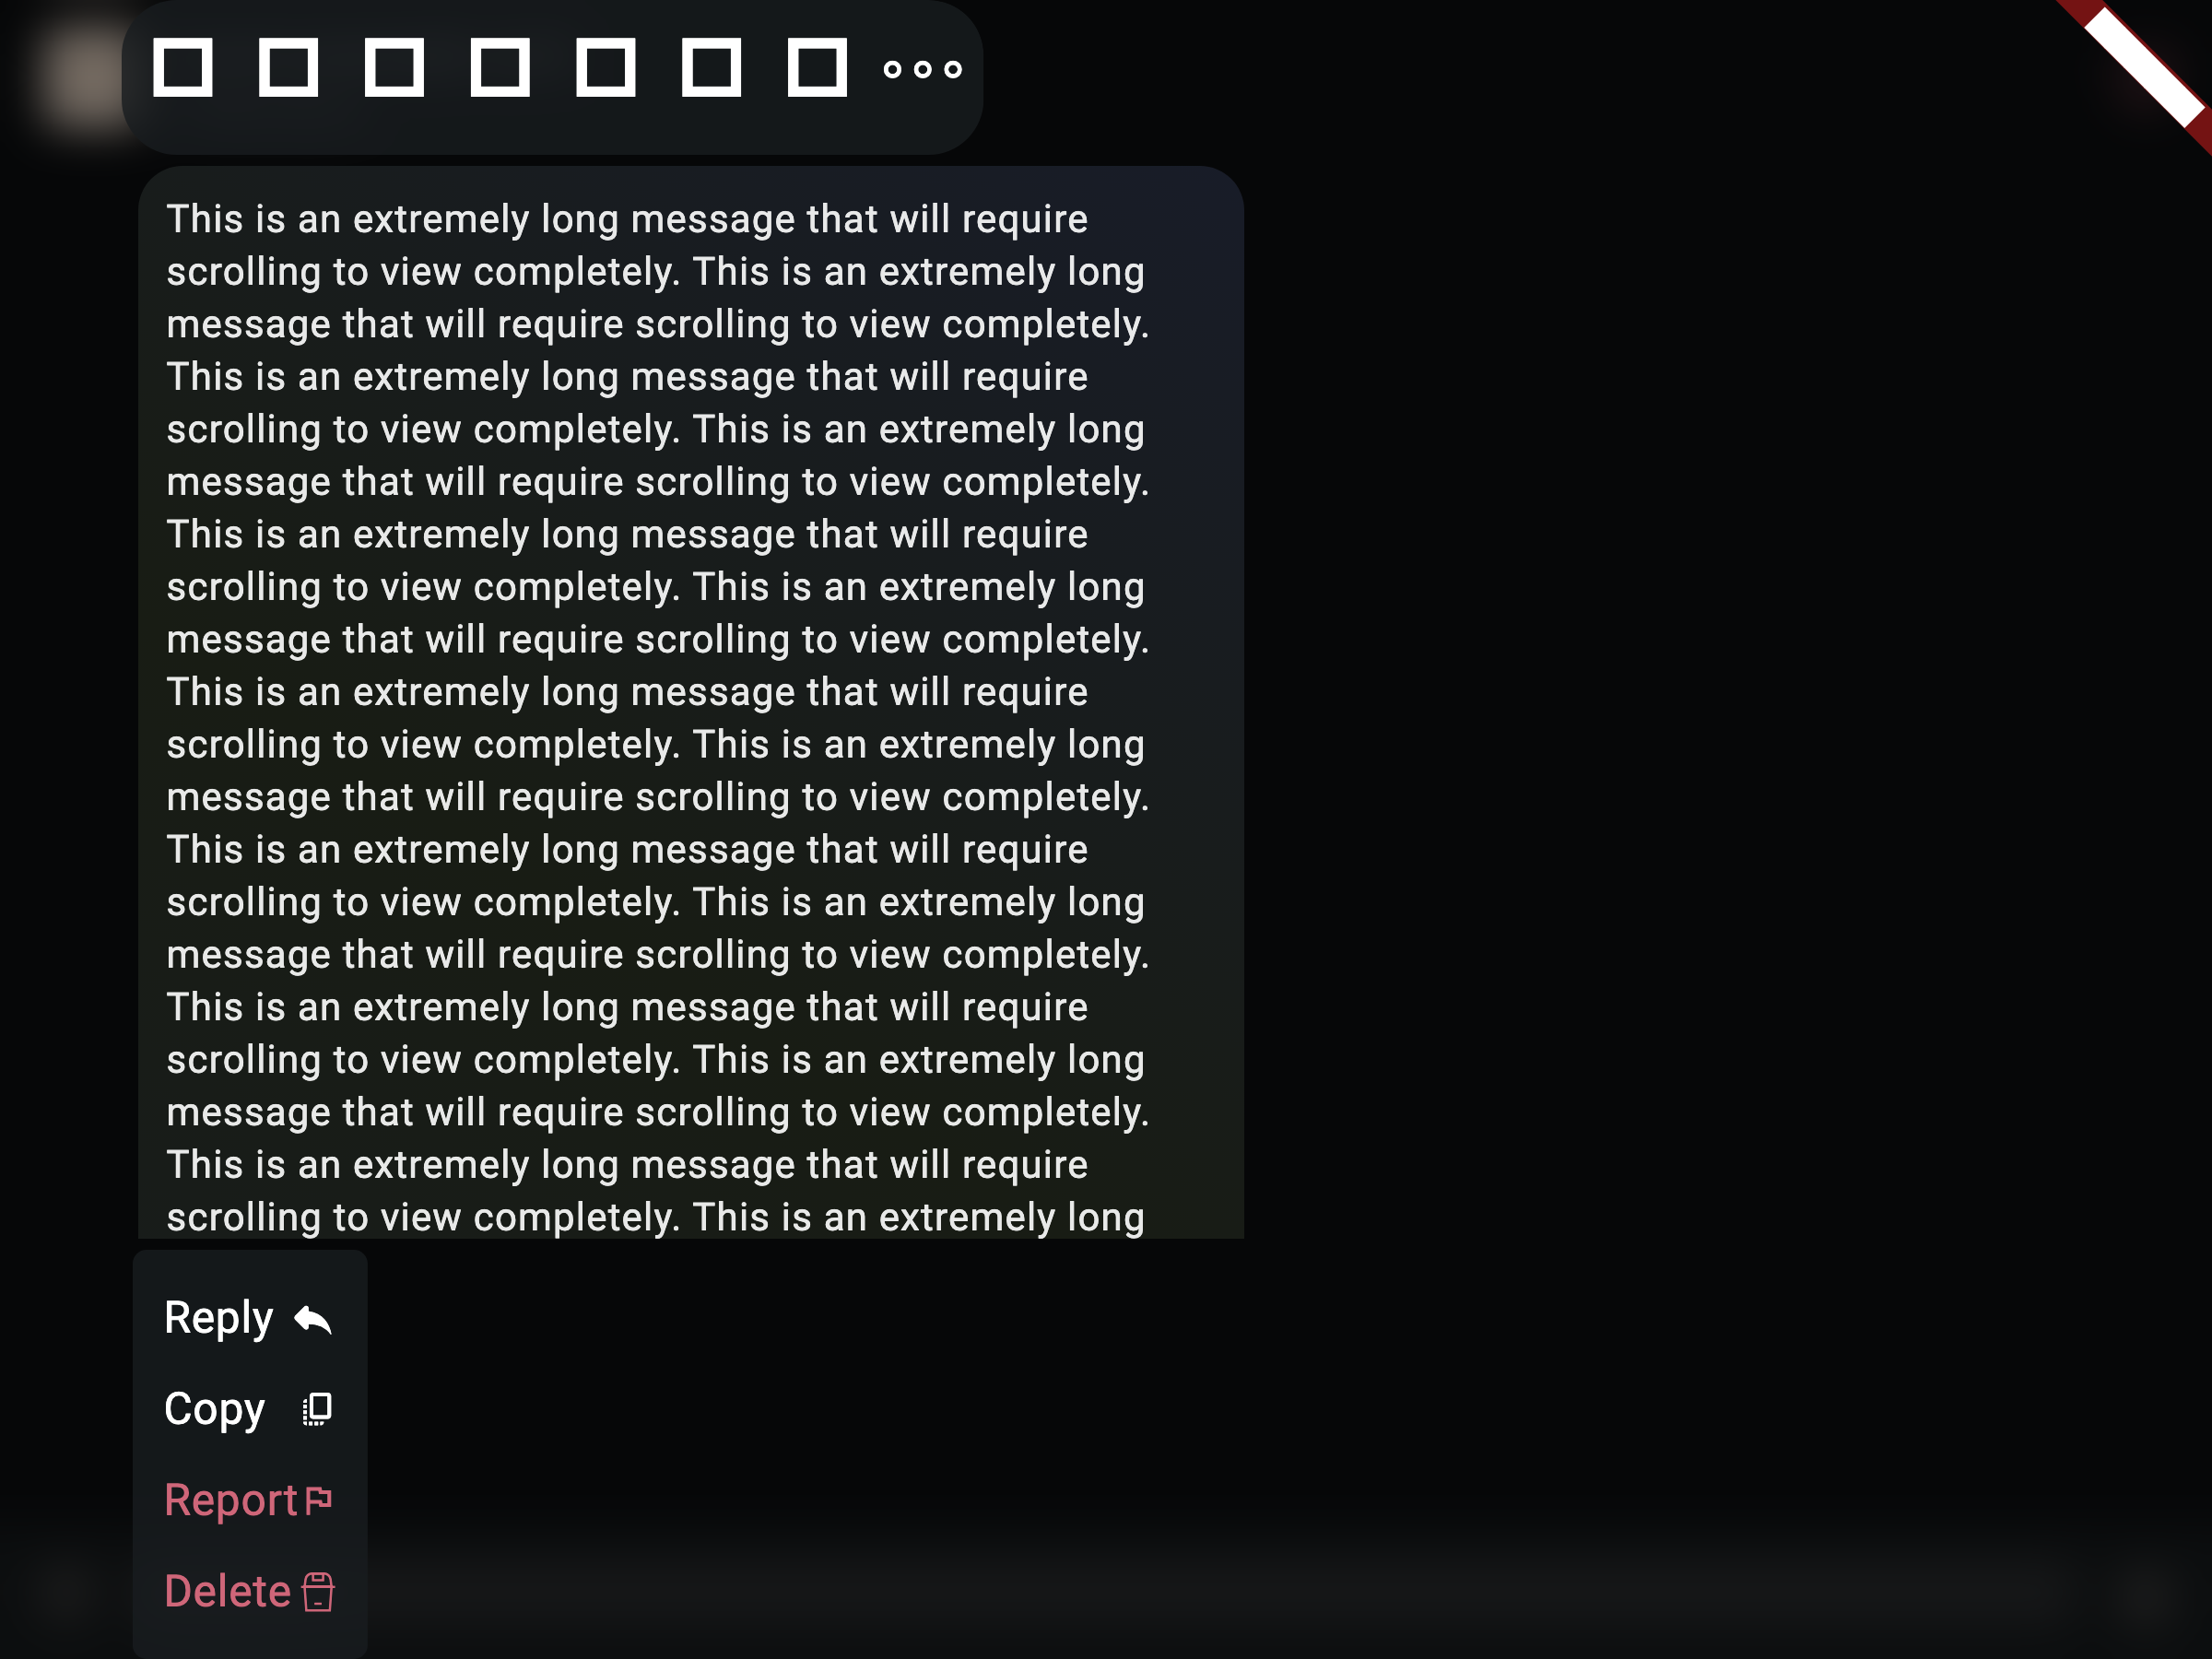 This is an extremely long message that will require
scrolling to view completely. This is an extremely long
message that will require scrolling to view completely.
This is an extremely long message that will require
scrolling to view completely. This is an extremely long
message that will require scrolling to view completely.
This is an extremely long message that will require
scrolling to view completely. This is an extremely long
message that will require scrolling to view completely.
This is an extremely long message that will require
scrolling to view completely. This is an extremely long
message that will require scrolling to view completely.
This is an extremely long message that will require
scrolling to view completely. This is an extremely long
message that will require scrolling to view completely.
This is an extremely long message that will require
scrolling to view completely. This is an extremely long
message that will require scrolling to view completely.
This is an extremely long message that will require
scrolling to view completely. This is an extremely long
Reply
Copy
Report
Delete